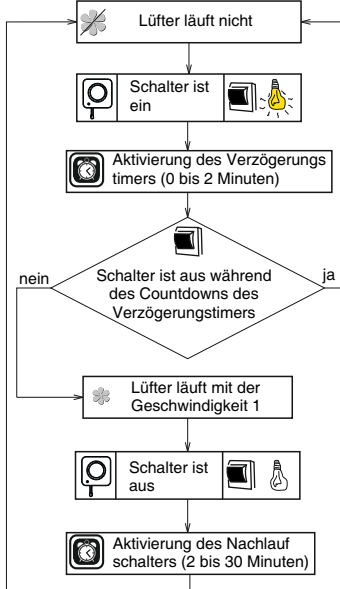 Lüfter läuft nicht
Schalter ist
ein
Aktivierung des Verzögerungs
timers (0 bis 2 Minuten)
nein
ja
Schalter ist aus während
des Countdowns des
Verzögerungstimers
Lüfter läuft mit der
Geschwindigkeit 1
Schalter ist
aus
Aktivierung des Nachlauf
schalters (2 bis 30 Minuten)